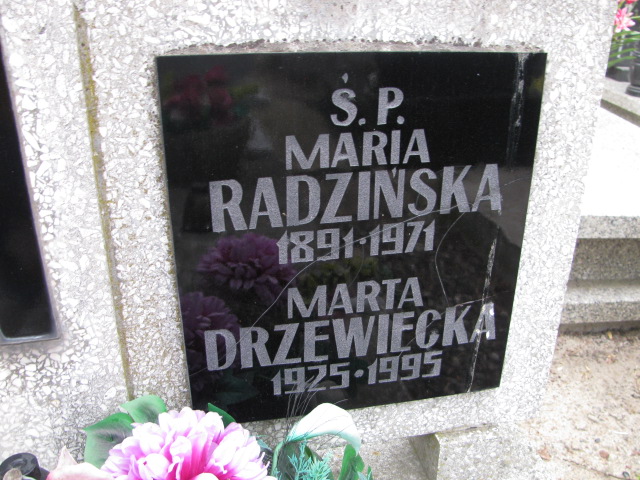 Ś.P.
MARIA
RADZIŃSKA
1891·1971
MARTA
DRZEWIECKA
1925·1995